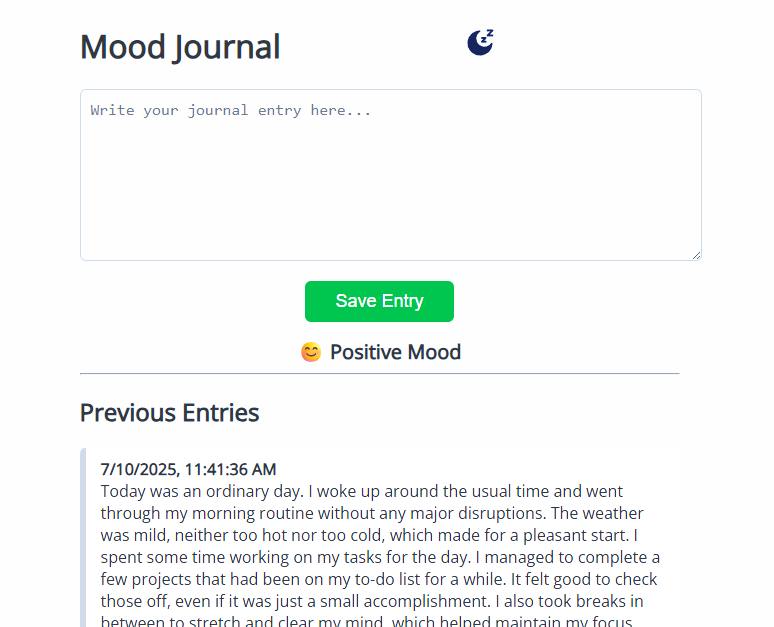 Mood Journal
Write your journal entry here...
Save Entry
😊 Positive Mood
Previous Entries
7/10/2025, 11:41:36 AM
Today was an ordinary day. I woke up around the usual time and went
through my morning routine without any major disruptions. The weather
was mild, neither too hot nor too cold, which made for a pleasant start. I
spent some time working on my tasks for the day. I managed to complete a
few projects that had been on my to-do list for a while. It felt good to check
those off, even if it was just a small accomplishment. I also took breaks in
between to stretch and clear my mind, which helped maintain my focus